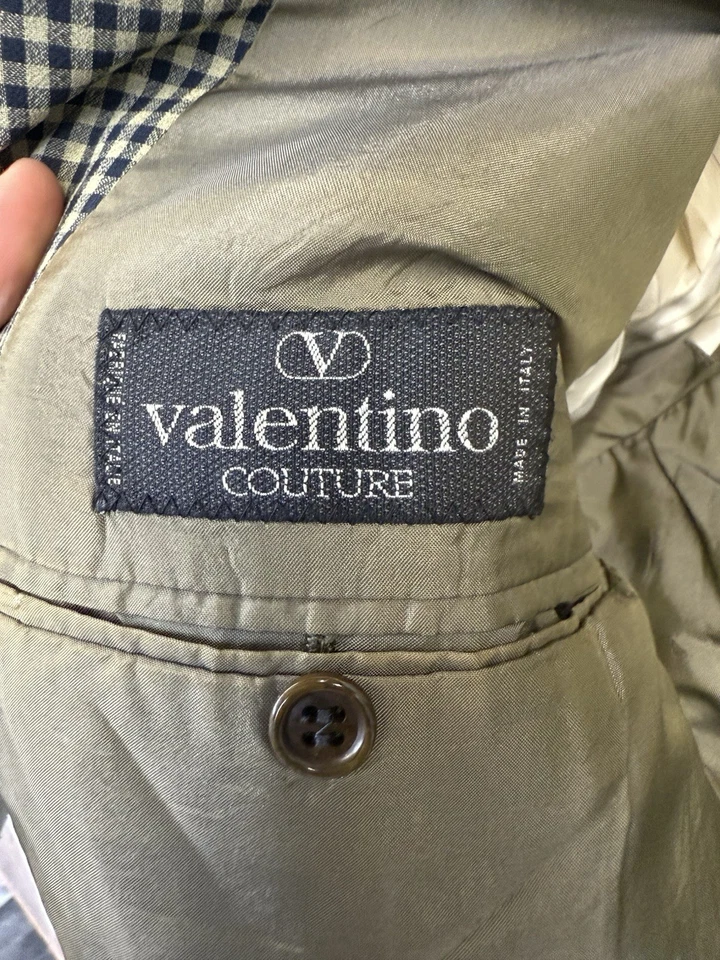 V
valentino
COUTURE
MADE IN ITALY